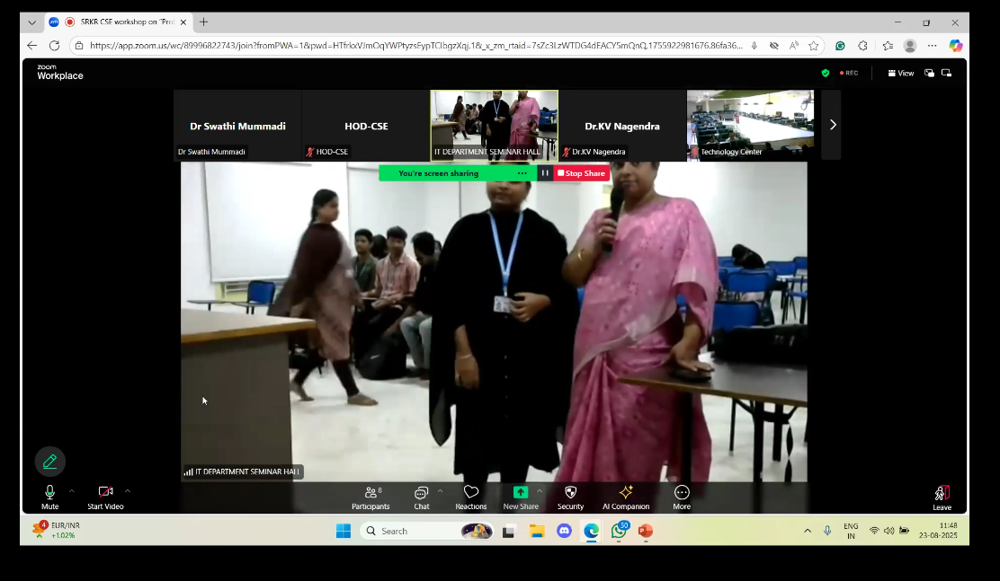 SRKR CSE workshop on "Prol
https://app.zoom.us/wc/89996822743/join?fromPWA=1&pwd=HTfrkxVJmOqYWPtyzsEypTClbgzXqj.1&_x_zm_rtaid=7sZc3LzWTDG4dEACY5mQnQ.1755922981676.86fa36...
zoom
Workplace
REC
View
Dr Swathi Mummadi
HOD-CSE
Dr.KV Nagendra
Dr Swathi Mummadi
HOD-CSE
IT DEPARTMENT SEMINAR HALL
Dr.KV Nagendra
Technology Center
You're screen sharing
Stop Share
IT DEPARTMENT SEMINAR HALL
Mute
Start Video
8
Participants
Chat
Reactions
New Share
Security
AI Companion
More
Leave
4
EUR/INR
+1.02%
Search
50
ENG
IN
11:48
23-08-2025